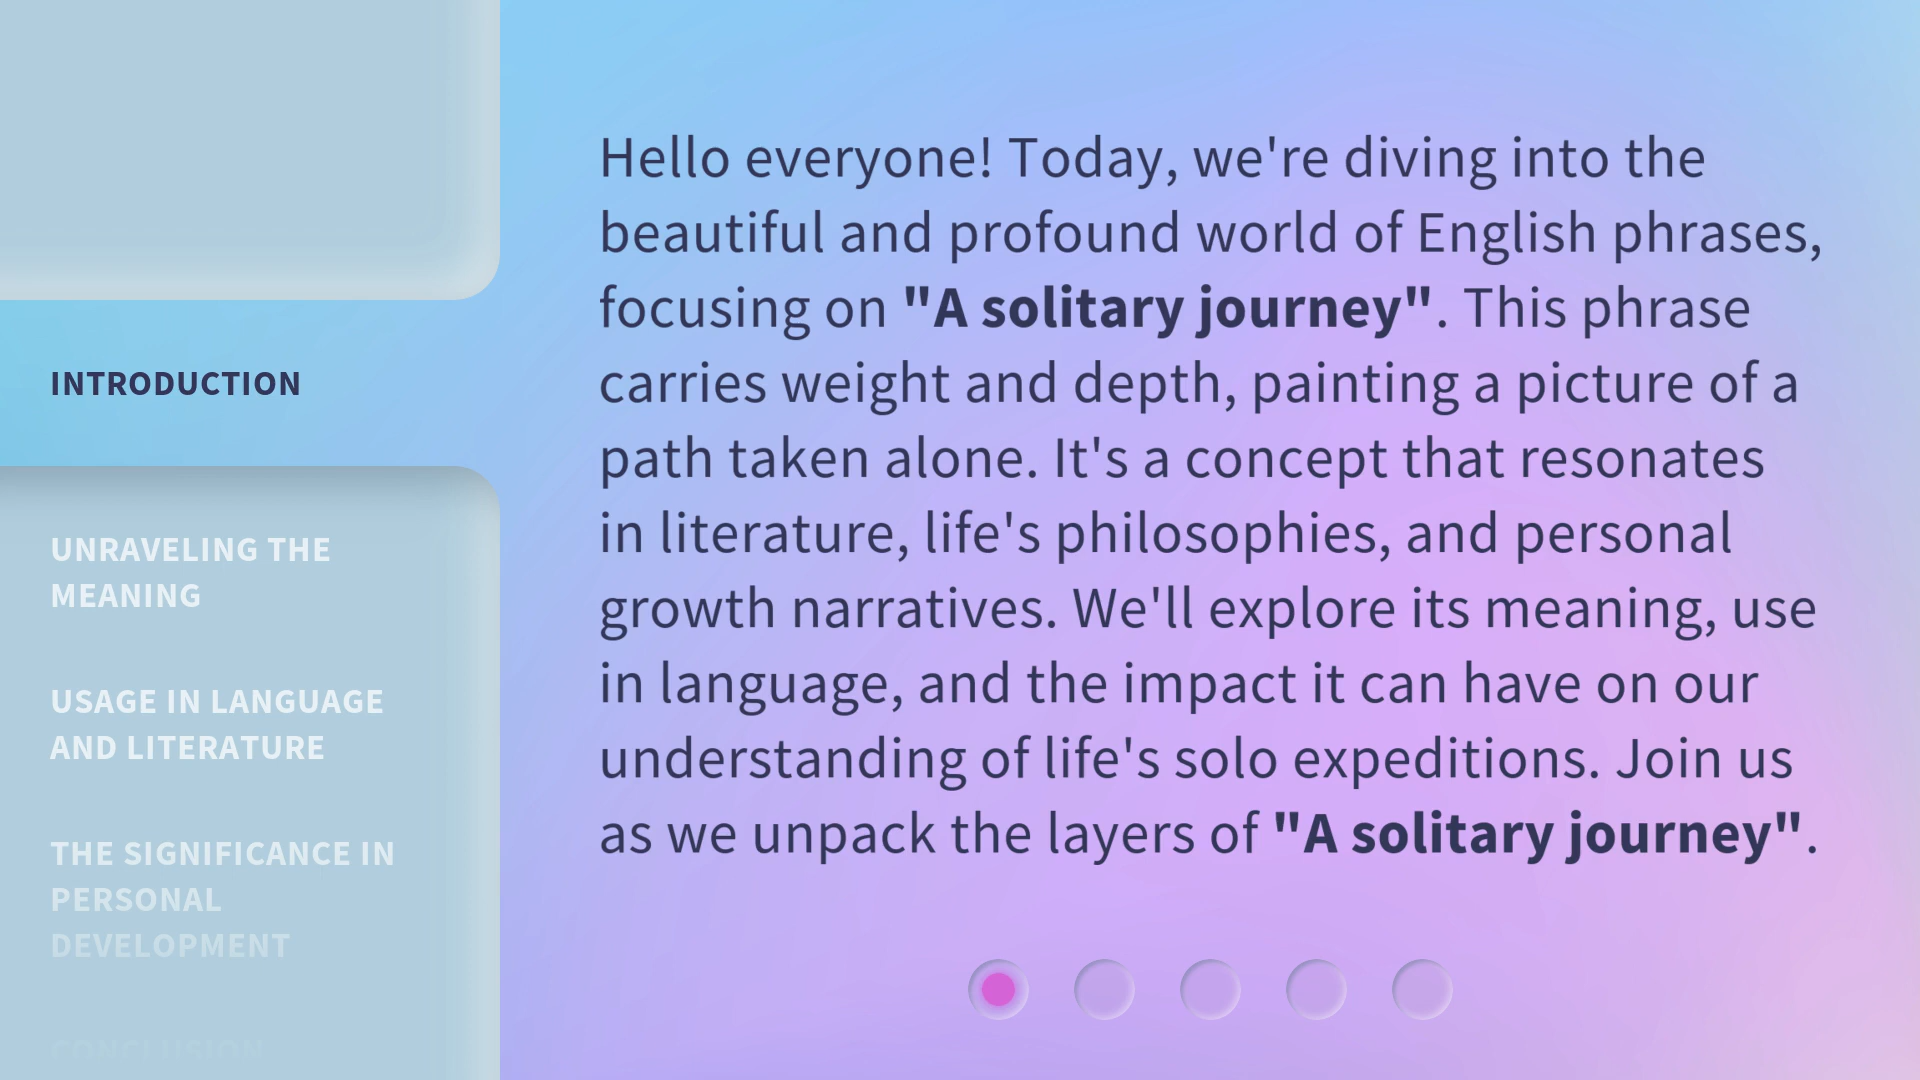 INTRODUCTION
UNRAVELING THE
MEANING
USAGE IN LANGUAGE
AND LITERATURE
THE SIGNIFICANCE IN
PERSONAL
DEVELOPMENT
CONCLUSION
Hello everyone! Today, we're diving into the
beautiful and profound world of English phrases,
focusing on "A solitary journey". This phrase
carries weight and depth, painting a picture of a
path taken alone. It's a concept that resonates
in literature, life's philosophies, and personal
growth narratives. We'll explore its meaning, use
in language, and the impact it can have on our
understanding of life's solo expeditions. Join us
as we unpack the layers of "A solitary journey".